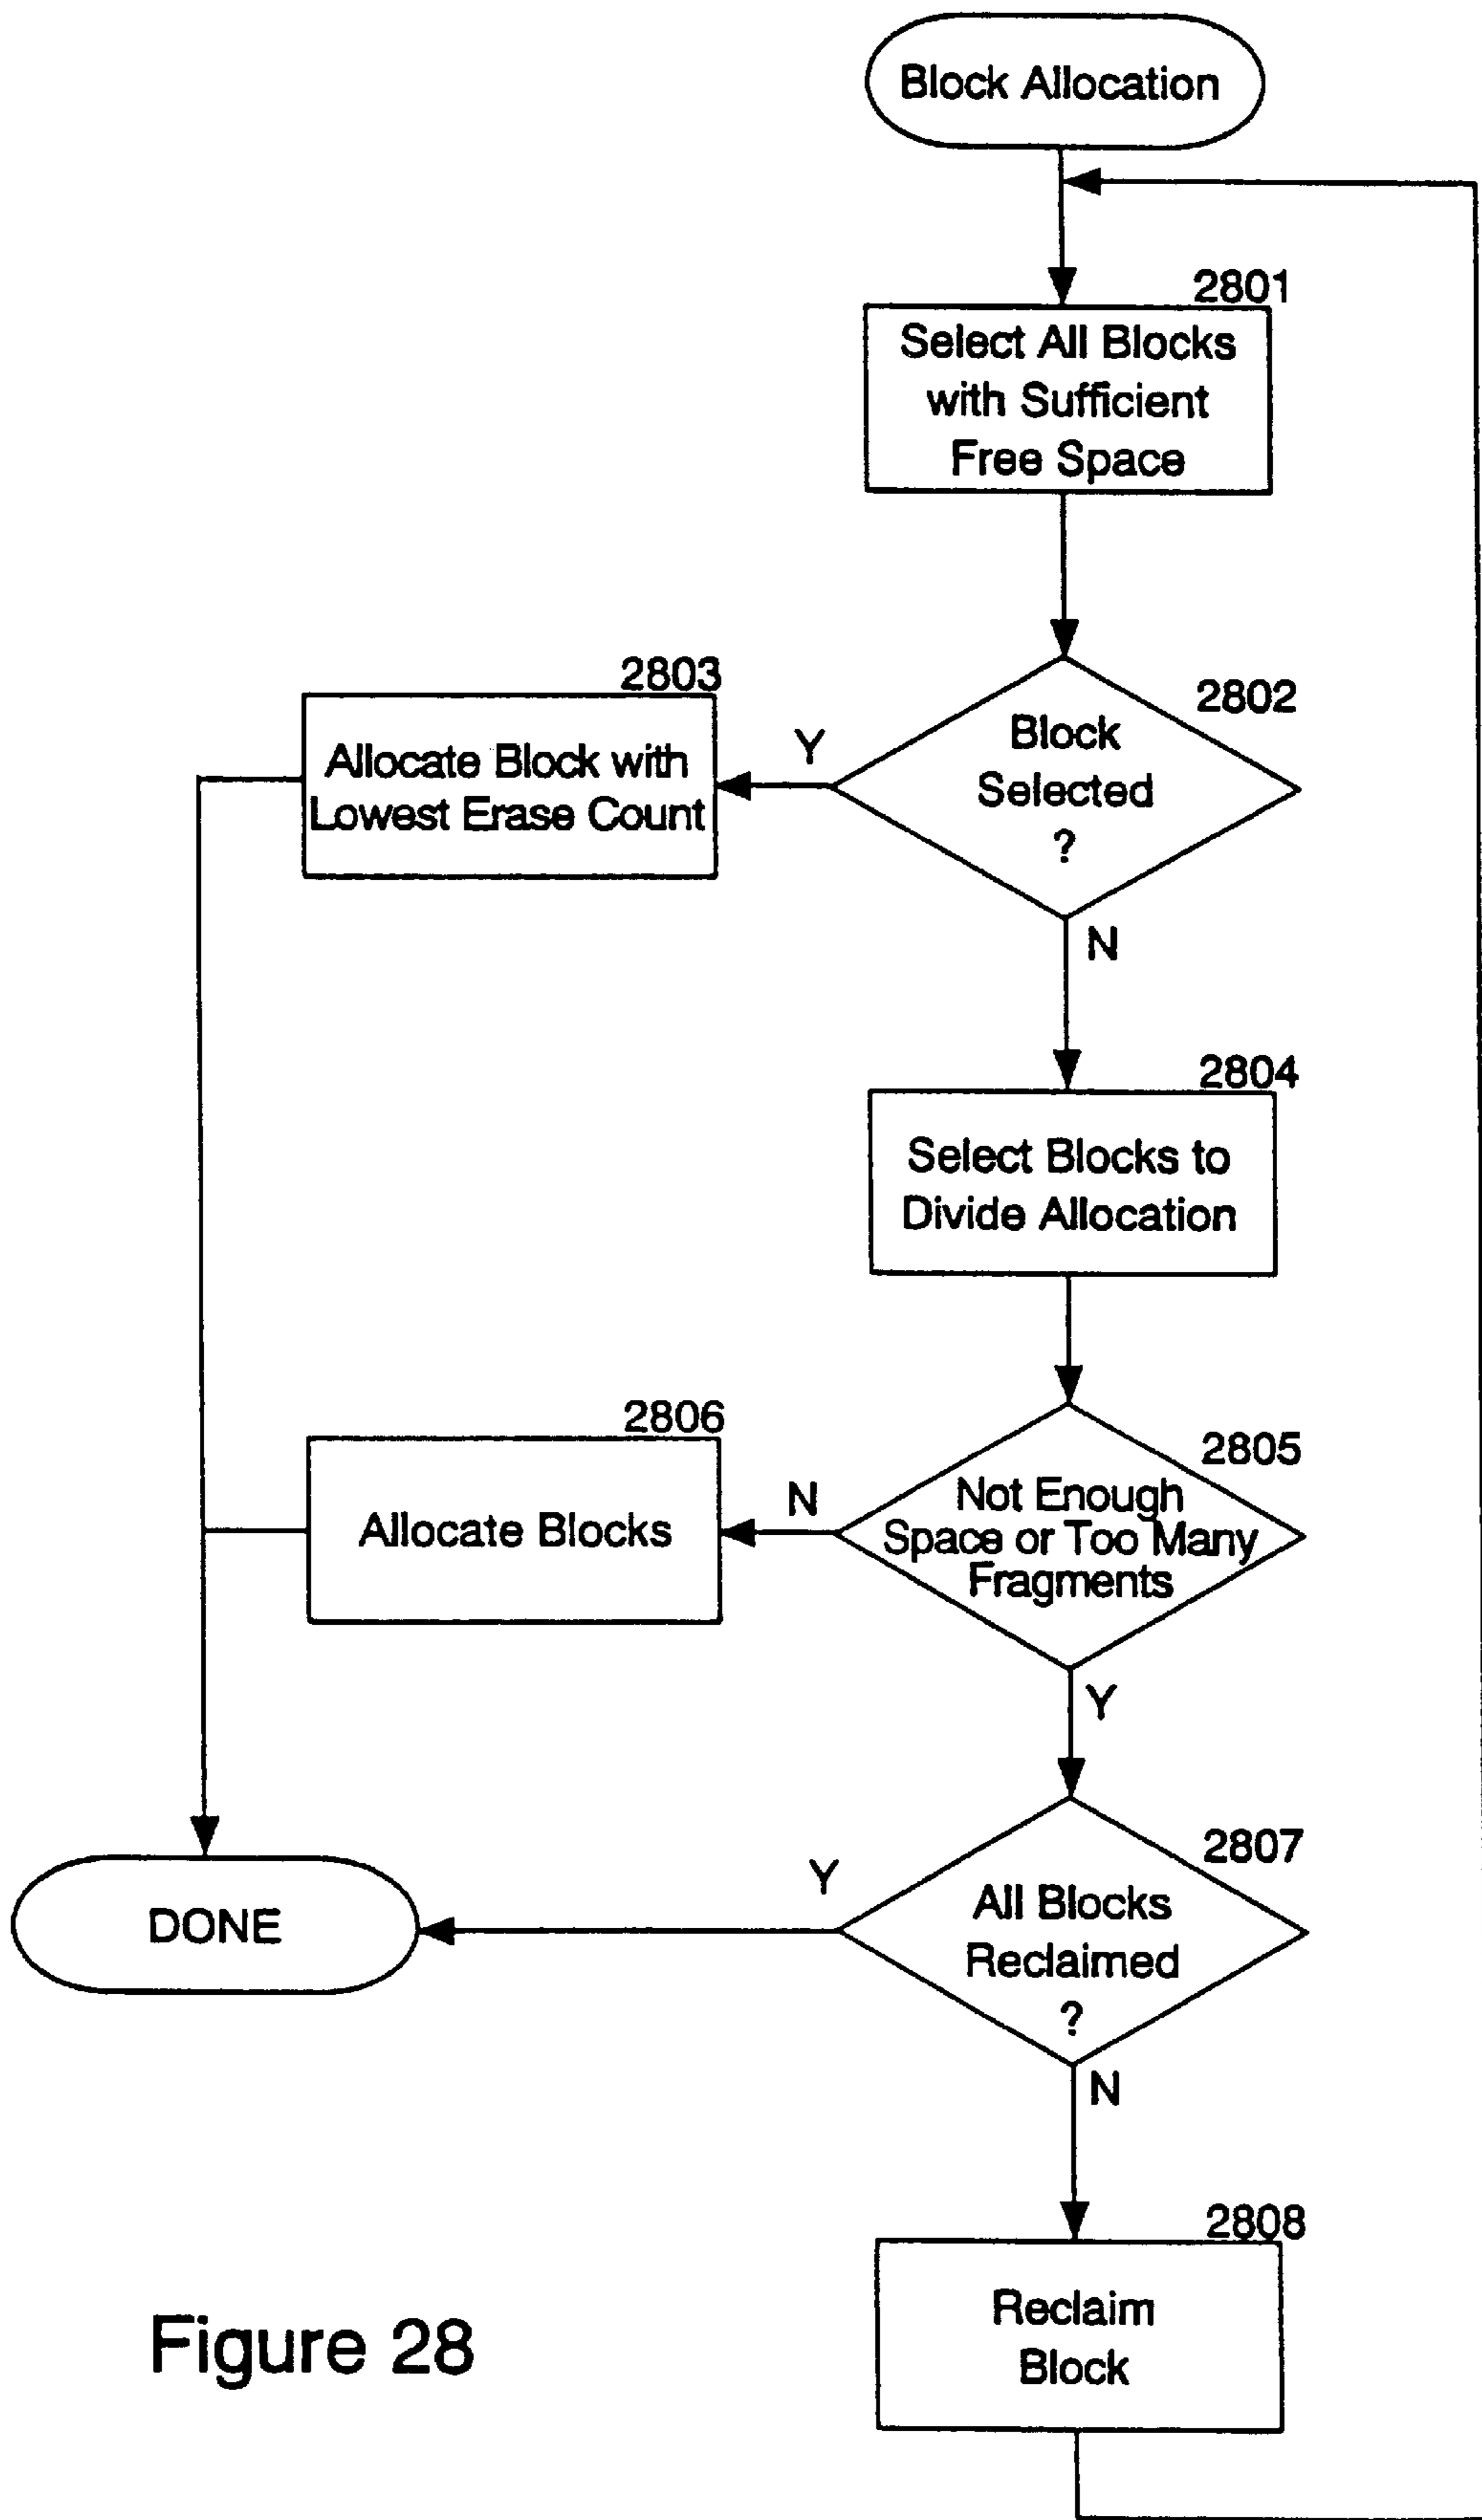 Block Allocation
2801
Select All Blocks
with Sufficient
Free Space
2802
Block
Selected
?
Y
2803
Allocate Block with
Lowest Erase Count
N
2804
Select Blocks to
Divide Allocation
2805
Not Enough
Space or Too Many
Fragments
N
2806
Allocate Blocks
Y
2807
All Blocks
Reclaimed
?
Y
DONE
N
2808
Reclaim
Block
Figure 28